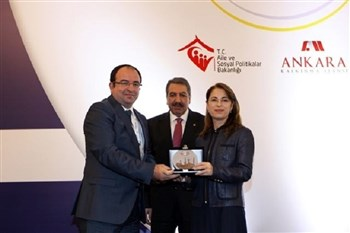 T.C.
Aile ve
Sosyal Politikalar
Bakanlığı
ANKARA